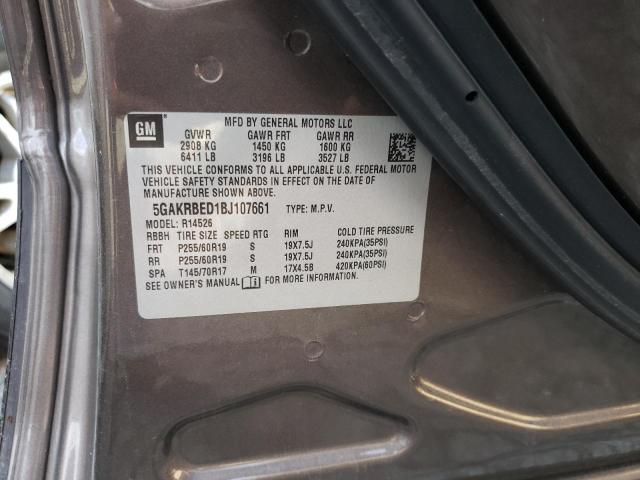 GM
MFD BY GENERAL MOTORS LLC
GVWR GAWR FRT GAWR RR
2908 KG 1450 KG 1600 KG
6411 LB 3196 LB 3527 LB
THIS VEHICLE CONFORMS TO ALL APPLICABLE U.S. FEDERAL MOTOR
VEHICLE SAFETY STANDARDS IN EFFECT ON THE DATE OF
MANUFACTURE SHOWN ABOVE.
5GAKRBED1BJ107661 TYPE: M.P.V.
MODEL: R14526
RBBH TIRE SIZE SPEED RTG RIM COLD TIRE PRESSURE
FRT P255/60R19 S 19X7.5J 240KPA(35PSI)
RR P255/60R19 S 19X7.5J 240KPA(35PSI)
SPA T145/70R17 M 17X4.5B 420KPA(60PSI)
SEE OWNER'S MANUAL FOR MORE INFORMATION.